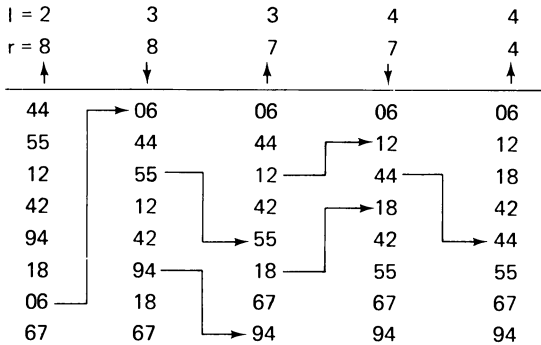 l = 2 3 3 4 4
r = 8 8 7 7 4
44 06 06 06 06
55 44 44 12 12
12 55 12 44 18
42 12 42 18 42
94 42 55 42 44
18 94 18 55 55
06 18 67 67 67
67 67 94 94 94